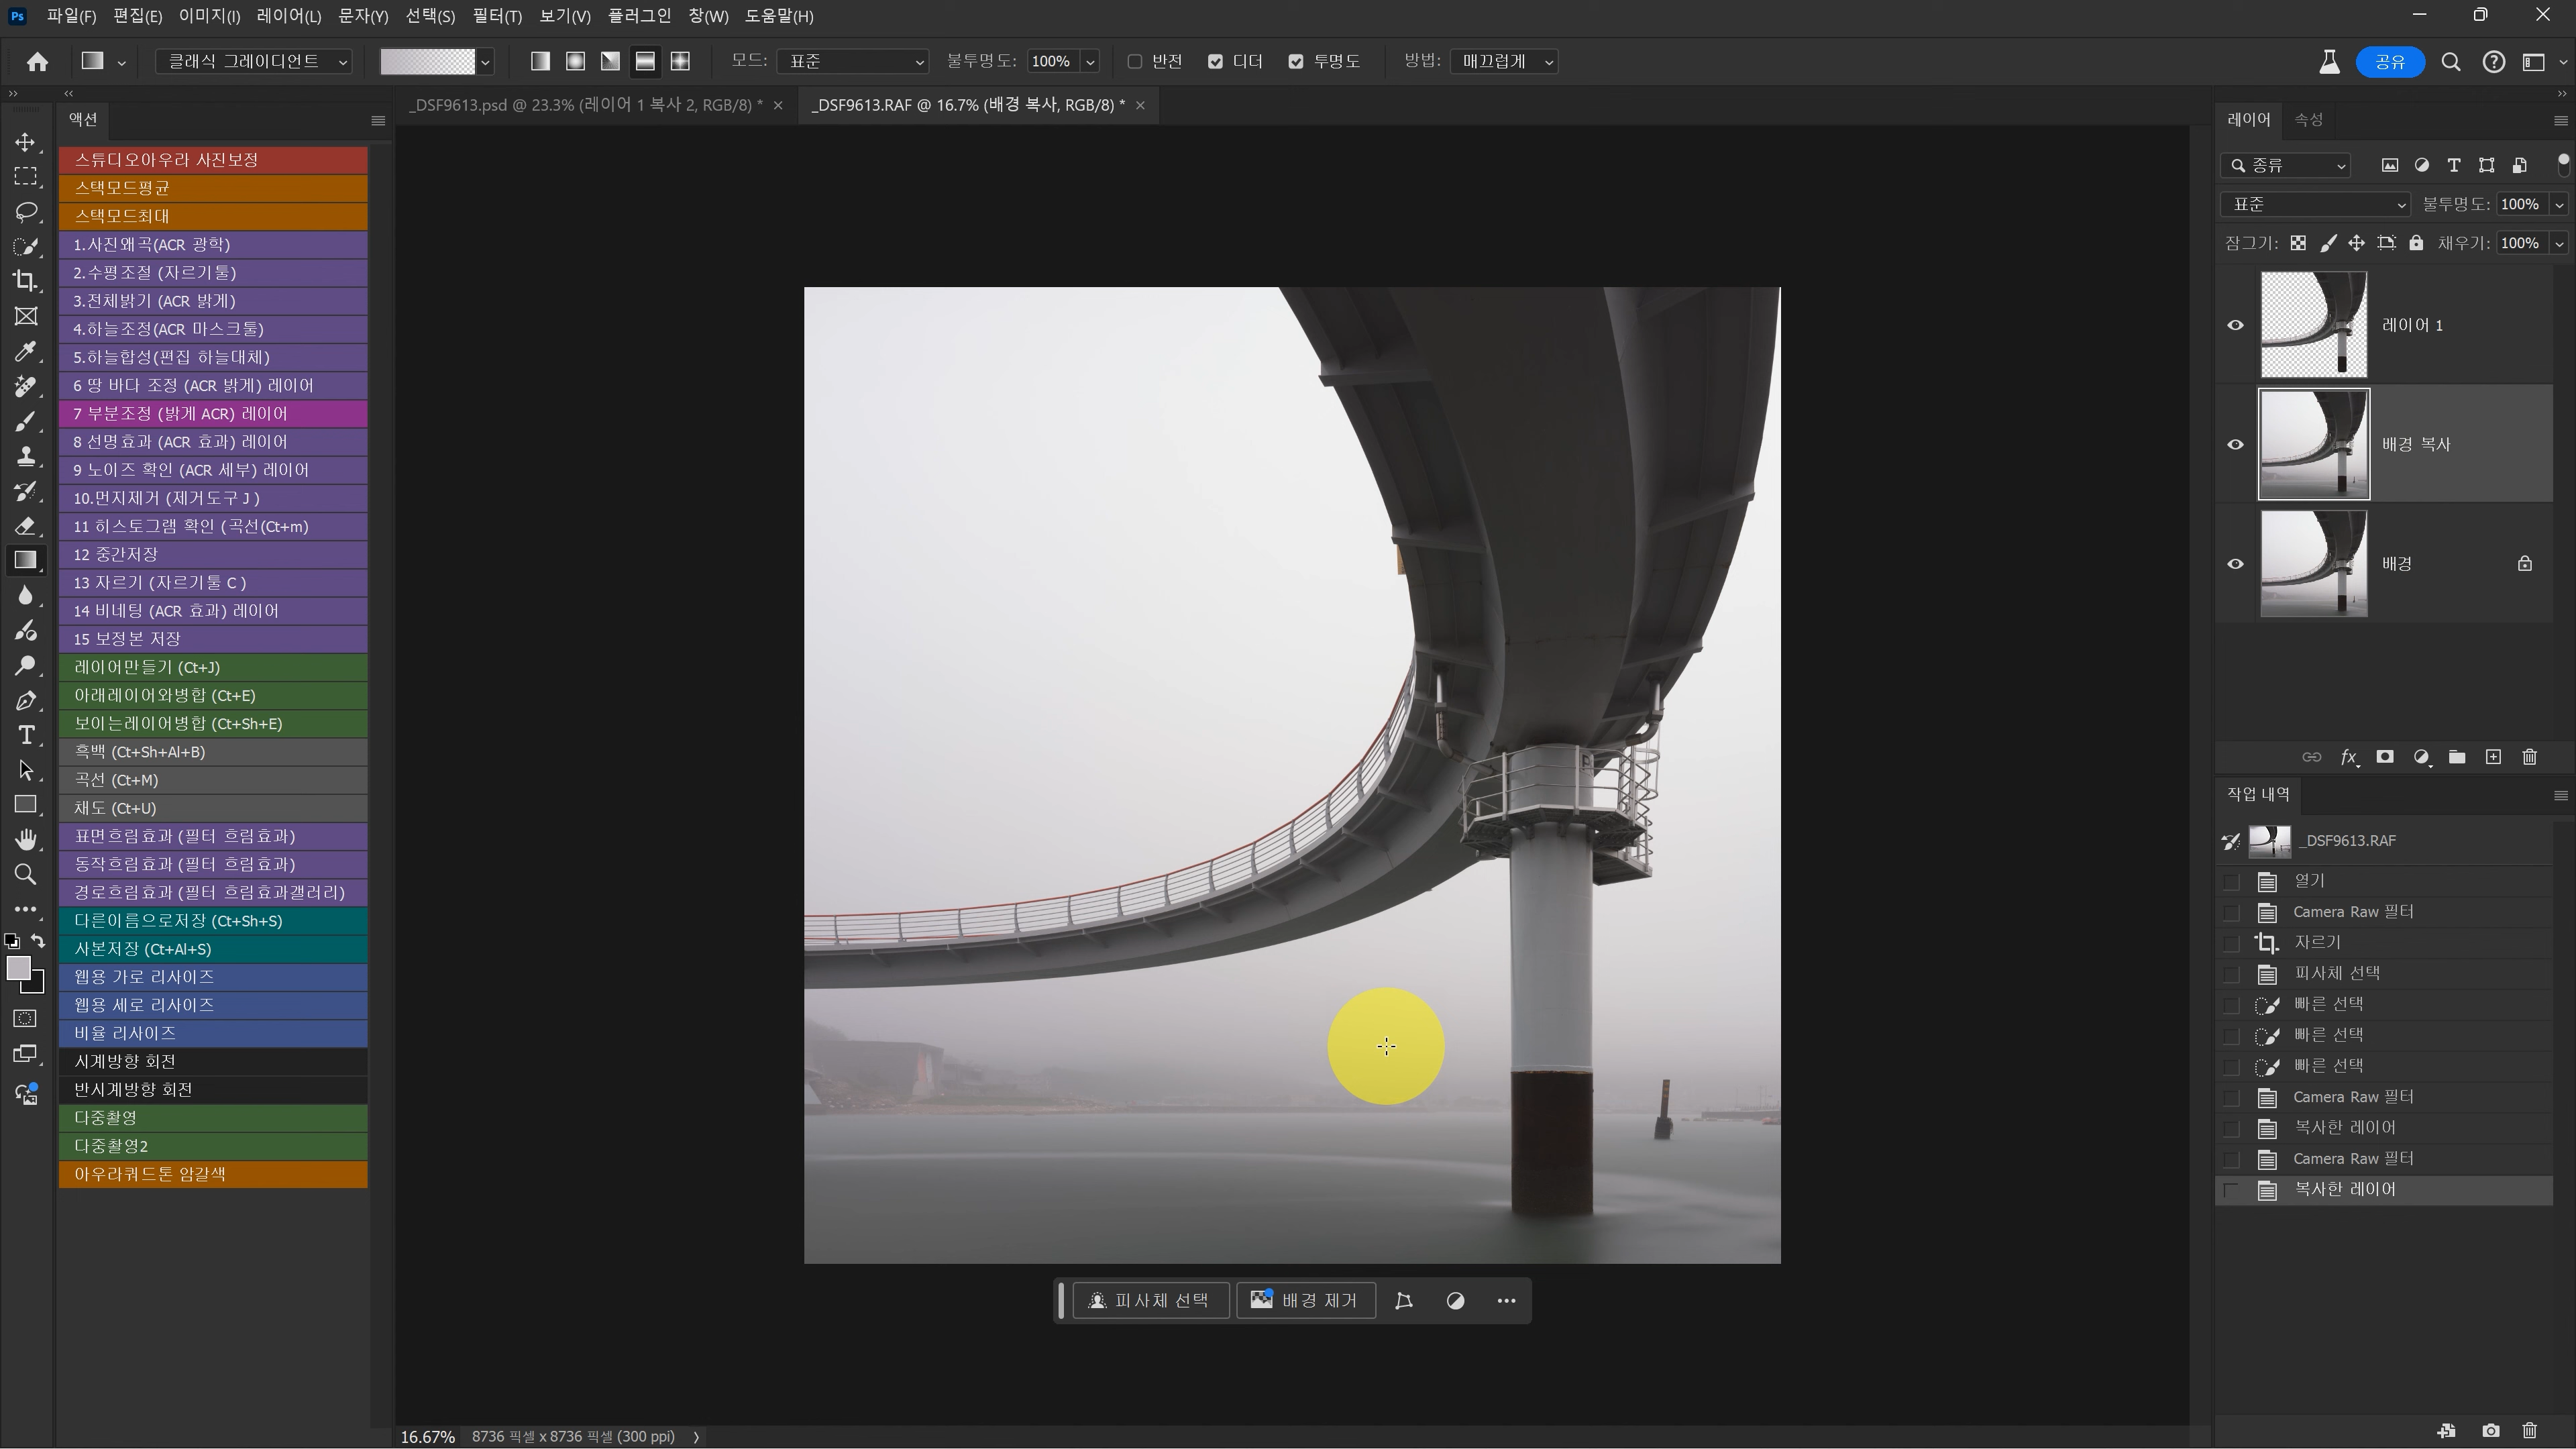 Ps 파일(F) 편집(E) 이미지(I) 레이어(L) 문자(Y) 선택(S) 필터(T) 보기(V) 플러그인 창(W) 도움말(H)
클래식 그레이디언트 모드: 표준 불투명도: 100% 반전 디더 투명도 방법: 매끄럽게 공유
_DSF9613.psd @ 23.3% (레이어 1 복사 2, RGB/8) * _DSF9613.RAF @ 16.7% (배경 복사, RGB/8) *
액션
스튜디오아우라 사진보정
스택모드평균
스택모드최대
1.사진왜곡(ACR 광학)
2.수평조절 (자르기툴)
3.전체밝기 (ACR 밝게)
4.하늘조정(ACR 마스크툴)
5.하늘합성(편집 하늘대체)
6 땅 바다 조정 (ACR 밝게) 레이어
7 부분조정 (밝게 ACR) 레이어
8 선명효과 (ACR 효과) 레이어
9 노이즈 확인 (ACR 세부) 레이어
10.먼지제거 (제거도구 J )
11 히스토그램 확인 (곡선(Ct+m)
12 중간저장
13 자르기 (자르기툴 C )
14 비네팅 (ACR 효과) 레이어
15 보정본 저장
레이어만들기 (Ct+J)
아래레이어와병합 (Ct+E)
보이는레이어병합 (Ct+Sh+E)
흑백 (Ct+Sh+Al+B)
곡선 (Ct+M)
채도 (Ct+U)
표면흐림효과 (필터 흐림효과)
동작흐림효과 (필터 흐림효과)
경로흐림효과 (필터 흐림효과갤러리)
다른이름으로저장 (Ct+Sh+S)
사본저장 (Ct+Al+S)
웹용 가로 리사이즈
웹용 세로 리사이즈
비율 리사이즈
시계방향 회전
반시계방향 회전
다중촬영
다중촬영2
아우라쿼드톤 암갈색
피사체 선택 배경 제거
16.67% 8736 픽셀 x 8736 픽셀 (300 ppi)
레이어 속성
종류
표준 불투명도: 100%
잠그기: 채우기: 100%
레이어 1
배경 복사
배경
fx
작업 내역
_DSF9613.RAF
열기
Camera Raw 필터
자르기
피사체 선택
빠른 선택
빠른 선택
빠른 선택
Camera Raw 필터
복사한 레이어
Camera Raw 필터
복사한 레이어